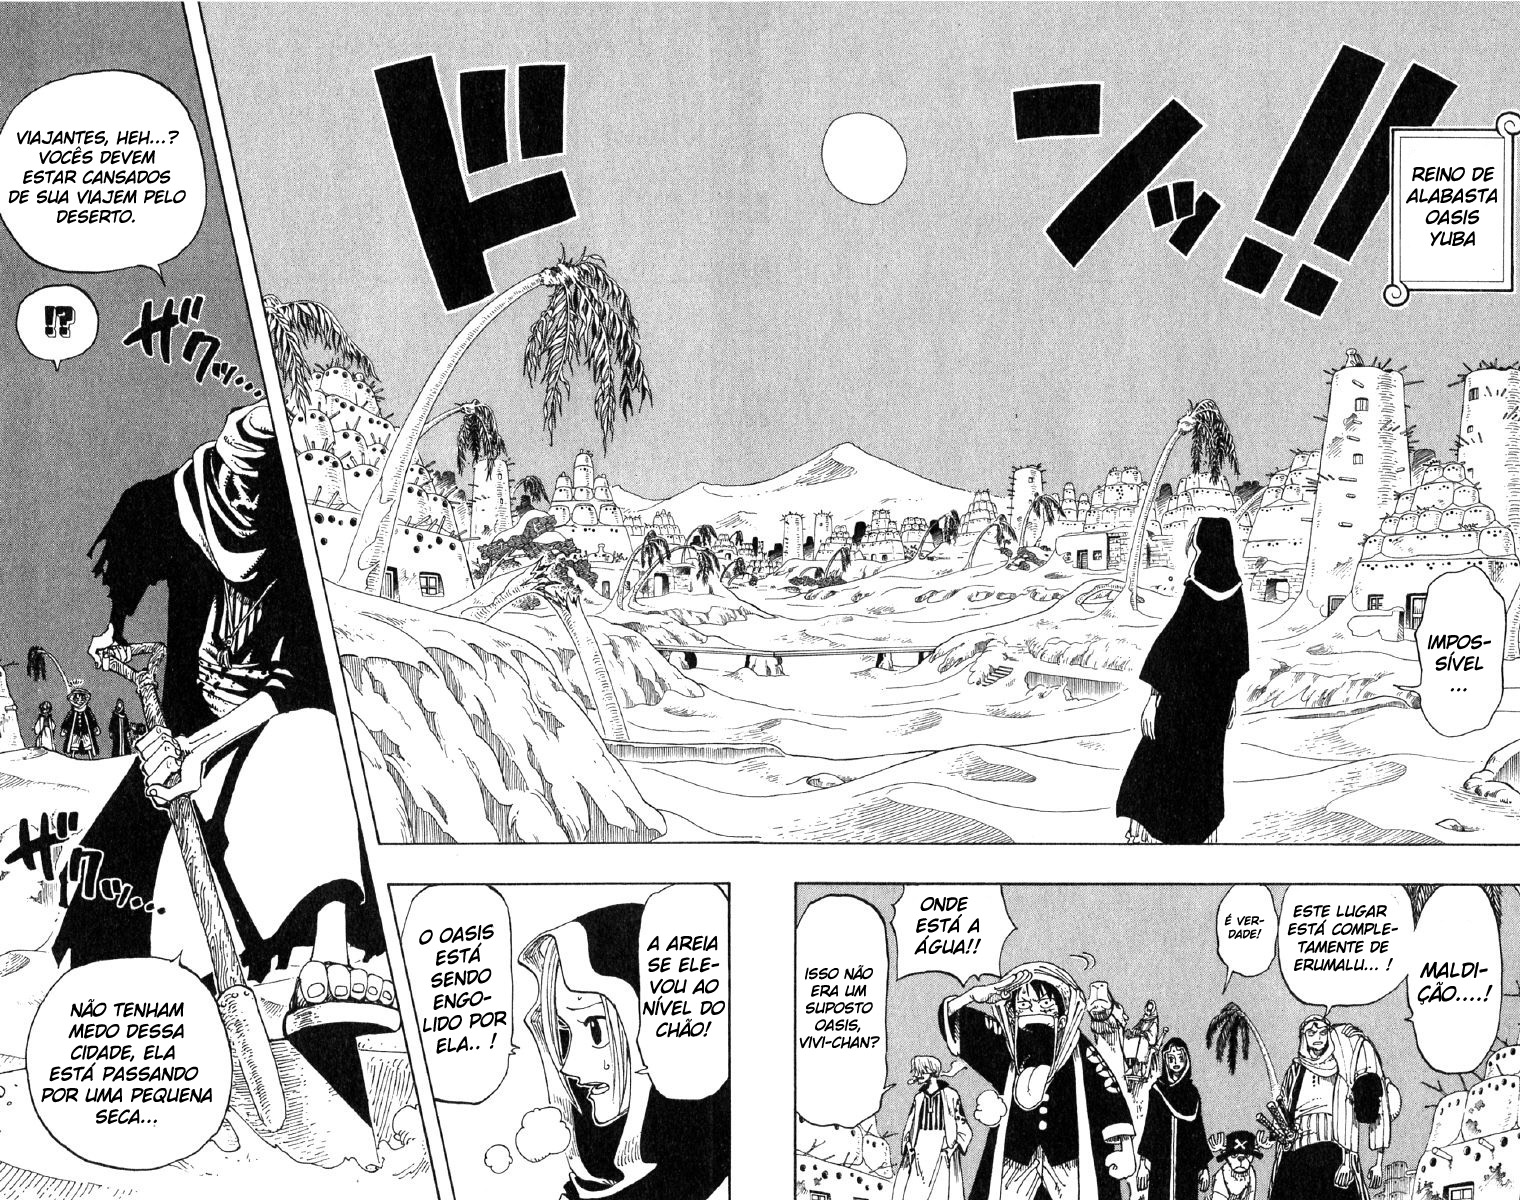 REINO DE
ALABASTA
OASIS
YUBA
ドンッ!!
IMPOS-
SÍVEL
...
MALDI-
ÇÃO....!
ESTE LUGAR
ESTÁ COMPLE-
TAMENTE DE
ERUMALU... !
É VER-
DADE!
ONDE
ESTÁ A
ÁGUA!!
ISSO NÃO
ERA UM
SUPOSTO
OASIS,
VIVI-CHAN?
A AREIA
SE ELE-
VOU AO
NÍVEL DO
CHÃO!
O OASIS
ESTÁ
SENDO
ENGO-
LIDO POR
ELA.. !
VIAJANTES, HEH...?
VOCÊS DEVEM
ESTAR CANSADOS
DE SUA VIAJEM PELO
DESERTO.
!?
ザクッ...
ザクッ...
NÃO TENHAM
MEDO DESSA
CIDADE, ELA
ESTÁ PASSANDO
POR UMA PEQUENA
SECA...